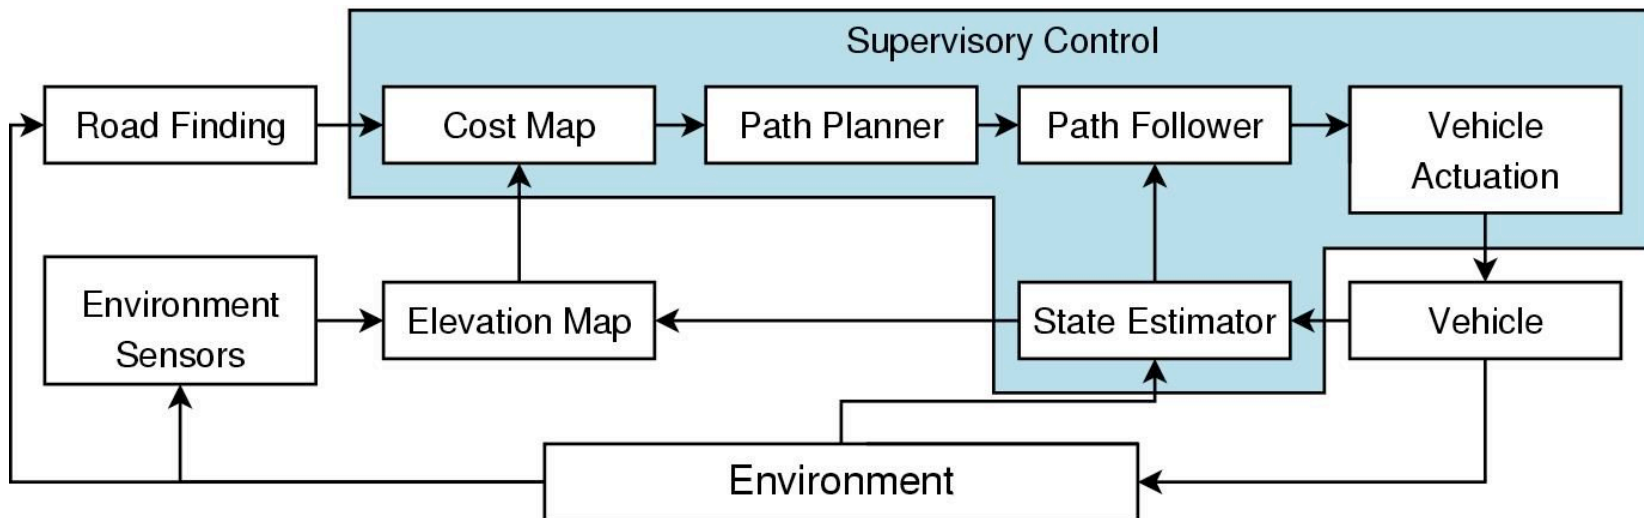 Supervisory Control
Road Finding
Cost Map
Path Planner
Path Follower
Vehicle
Actuation
Environment
Sensors
Elevation Map
State Estimator
Vehicle
Environment